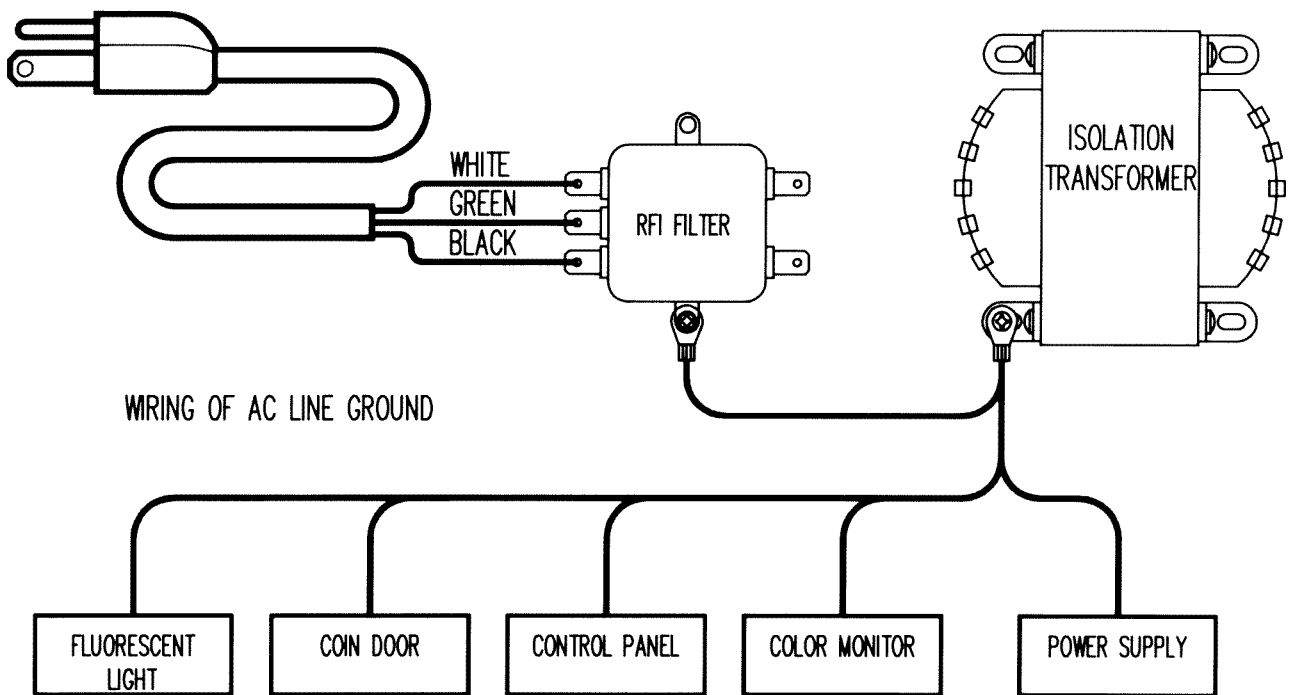 WHITE
GREEN
BLACK
RFI FILTER
ISOLATION
TRANSFORMER
WIRING OF AC LINE GROUND
FLUORESCENT
LIGHT
COIN DOOR
CONTROL PANEL
COLOR MONITOR
POWER SUPPLY